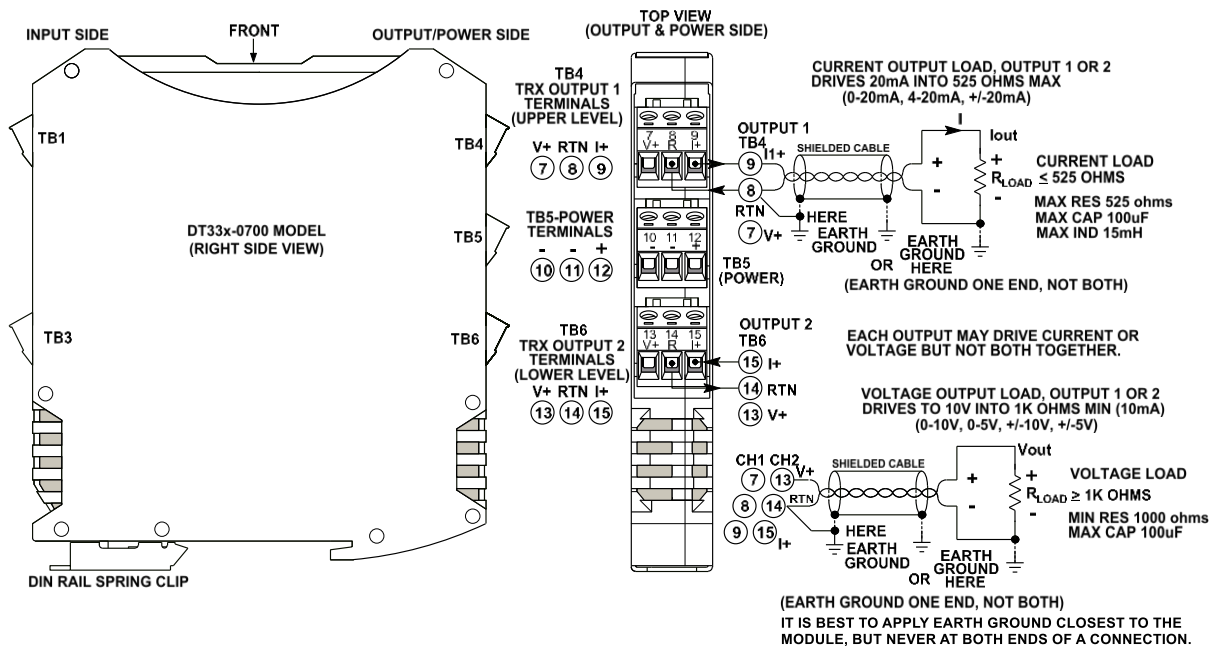 INPUT SIDE
FRONT
OUTPUT/POWER SIDE
TB1
TB4
TB5
TB3
TB6
DT33x-0700 MODEL
(RIGHT SIDE VIEW)
DIN RAIL SPRING CLIP
TOP VIEW
(OUTPUT & POWER SIDE)
TB4
TRX OUTPUT 1
TERMINALS
(UPPER LEVEL)
V+ RTN I+
7 8 9
TB5-POWER
TERMINALS
- - +
10 11 12
TB6
TRX OUTPUT 2
TERMINALS
(LOWER LEVEL)
V+ RTN I+
13 14 15
7 8 9
V+ R I+
10 11 12
- - +
13 14 15
V+ R I+
OUTPUT 1
TB4
9 I1+
8
RTN
7 V+
TB5
(POWER)
OUTPUT 2
TB6
15 I+
14 RTN
13 V+
CURRENT OUTPUT LOAD, OUTPUT 1 OR 2
DRIVES 20mA INTO 525 OHMS MAX
(0-20mA, 4-20mA, +/-20mA)
SHIELDED CABLE
I
Iout
+
-
+
RLOAD
-
CURRENT LOAD
≤ 525 OHMS
MAX RES 525 ohms
MAX CAP 100uF
MAX IND 15mH
HERE
EARTH
GROUND
OR
EARTH
GROUND
HERE
(EARTH GROUND ONE END, NOT BOTH)
EACH OUTPUT MAY DRIVE CURRENT OR
VOLTAGE BUT NOT BOTH TOGETHER.
VOLTAGE OUTPUT LOAD, OUTPUT 1 OR 2
DRIVES TO 10V INTO 1K OHMS MIN (10mA)
(0-10V, 0-5V, +/-10V, +/-5V)
CH1 CH2
7 13 V+
8 14 RTN
9 15 I+
SHIELDED CABLE
Vout
+
-
+
RLOAD
-
VOLTAGE LOAD
≥ 1K OHMS
MIN RES 1000 ohms
MAX CAP 100uF
HERE
EARTH
GROUND
OR
EARTH
GROUND
HERE
(EARTH GROUND ONE END, NOT BOTH)
IT IS BEST TO APPLY EARTH GROUND CLOSEST TO THE
MODULE, BUT NEVER AT BOTH ENDS OF A CONNECTION.